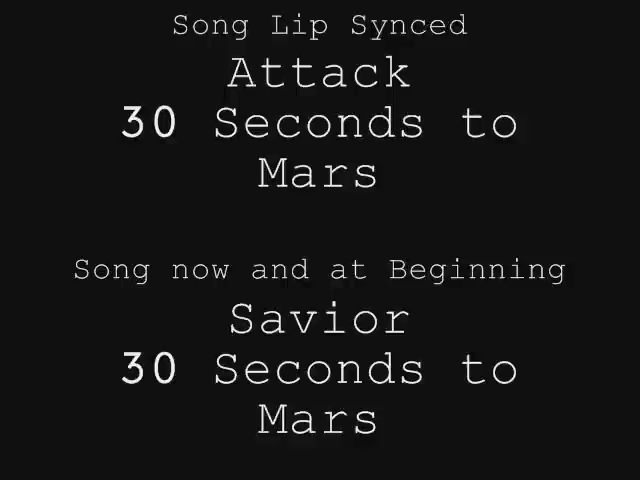 Song Lip Synced
Attack
30 Seconds to
Mars
Song now and at Beginning
Savior
30 Seconds to
Mars